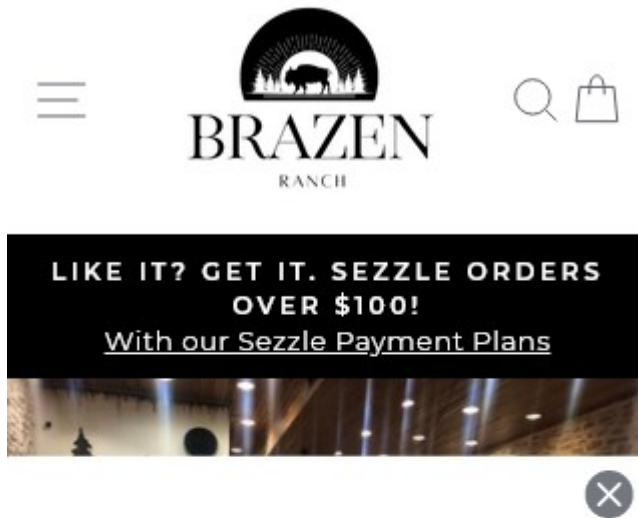 BRAZEN
RANCH
LIKE IT? GET IT. SEZZLE ORDERS
OVER $100!
With our Sezzle Payment Plans